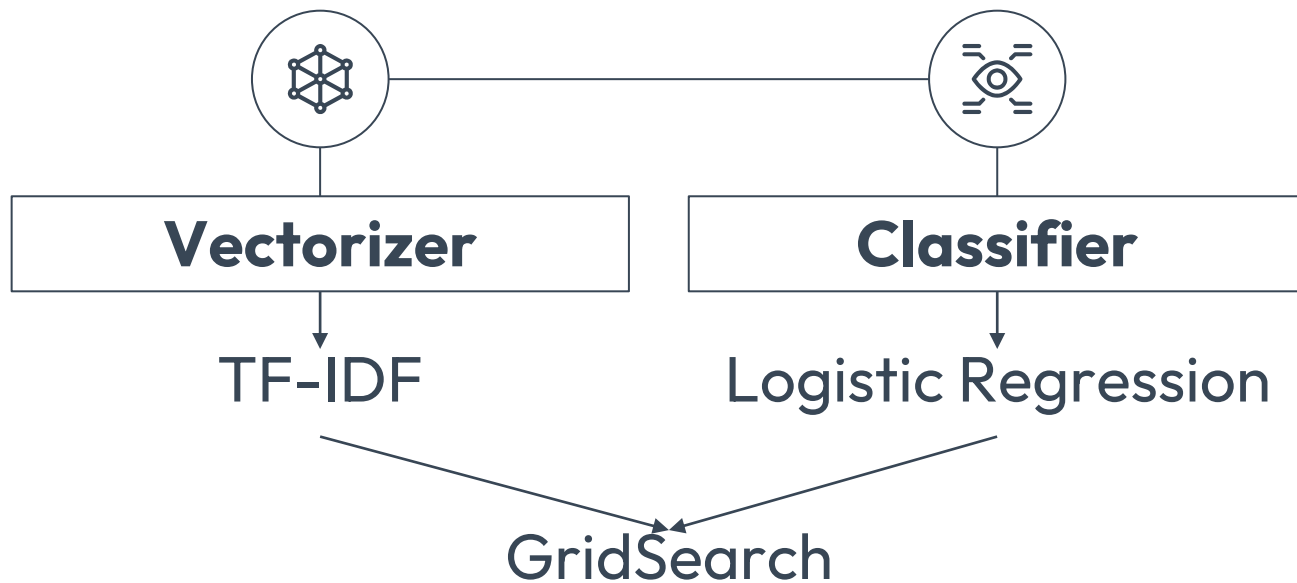 Vectorizer
Classifier
TF-IDF
Logistic Regression
GridSearch